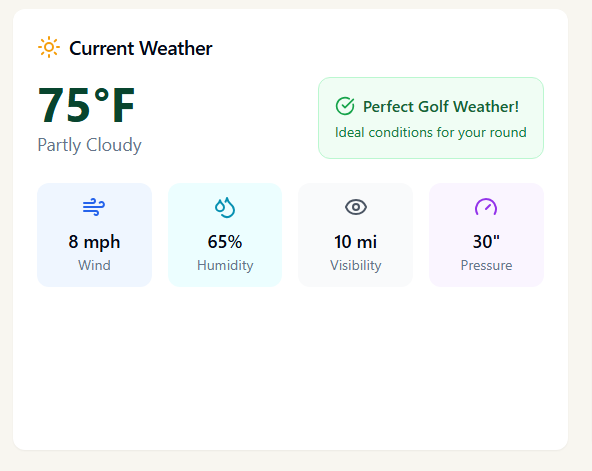 Current Weather
75°F
Partly Cloudy
Perfect Golf Weather!
Ideal conditions for your round
8 mph
Wind
65%
Humidity
10 mi
Visibility
30"
Pressure